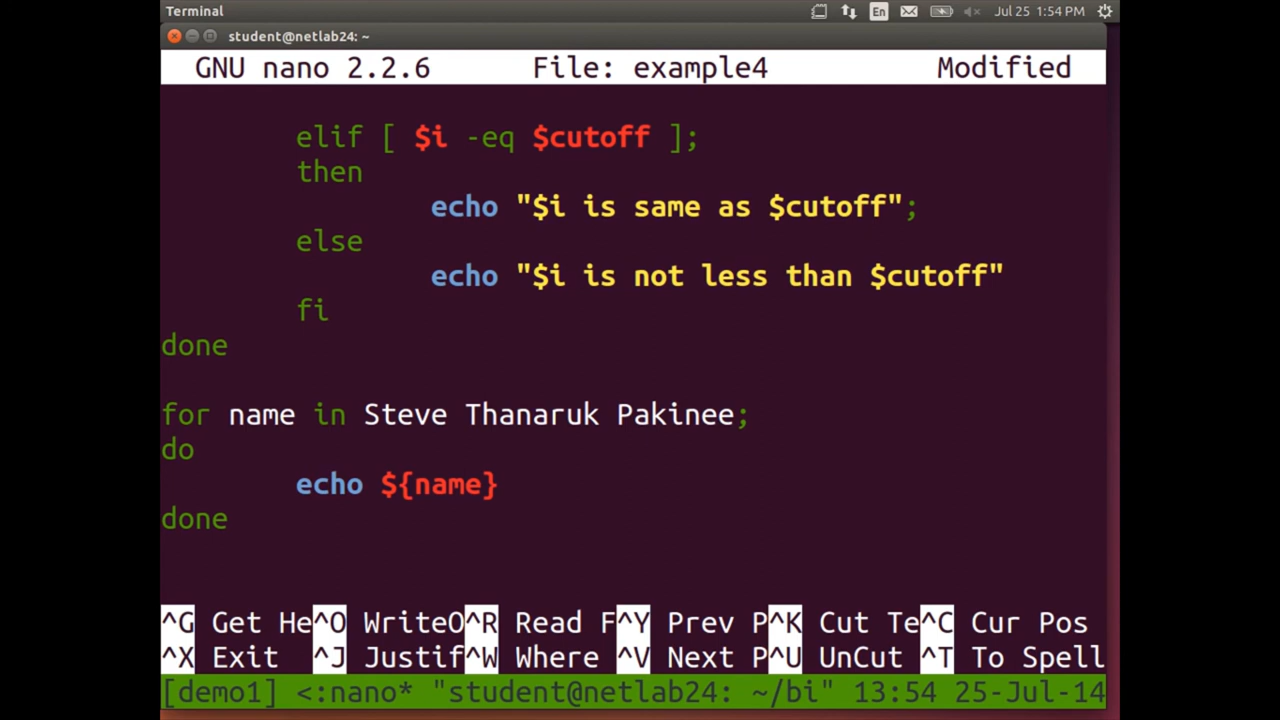 Terminal En Jul 25 1:54 PM
student@netlab24: ~
GNU nano 2.2.6 File: example4 Modified
elif [ $i -eq $cutoff ];
then
echo "$i is same as $cutoff";
else
echo "$i is not less than $cutoff"
fi
done
for name in Steve Thanaruk Pakinee;
do
echo ${name}
done
^G Get He^O WriteO^R Read F^Y Prev P^K Cut Te^C Cur Pos
^X Exit ^J Justif^W Where ^V Next P^U UnCut ^T To Spell
[demo1] <:nano* "student@netlab24: ~/bi" 13:54 25-Jul-14